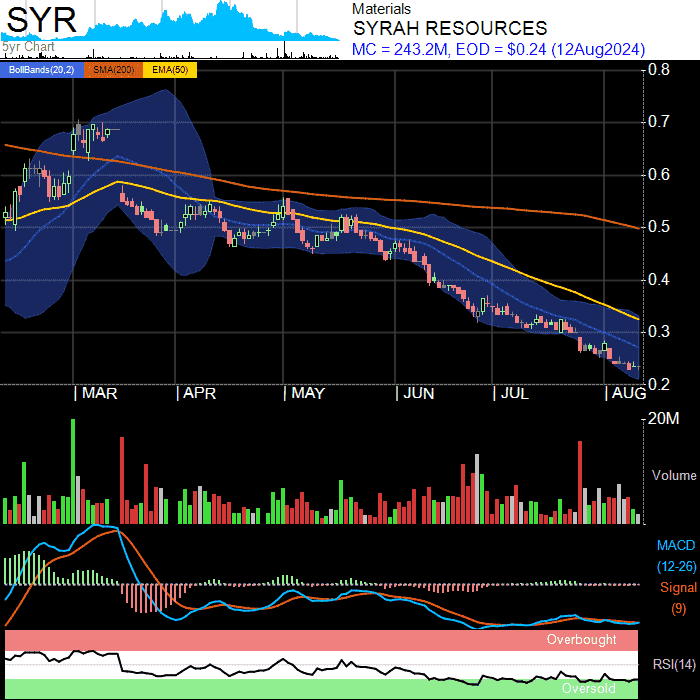 SYR
5yr Chart
Materials
SYRAH RESOURCES
MC = 243.2M, EOD = $0.24 (12Aug2024)
BollBands(20,2) SMA(200) EMA(50)
0.8
0.7
0.6
0.5
0.4
0.3
0.2
MAR APR MAY JUN JUL AUG
20M
Volume
MACD
(12-26)
Signal
(9)
Overbought
RSI(14)
Oversold